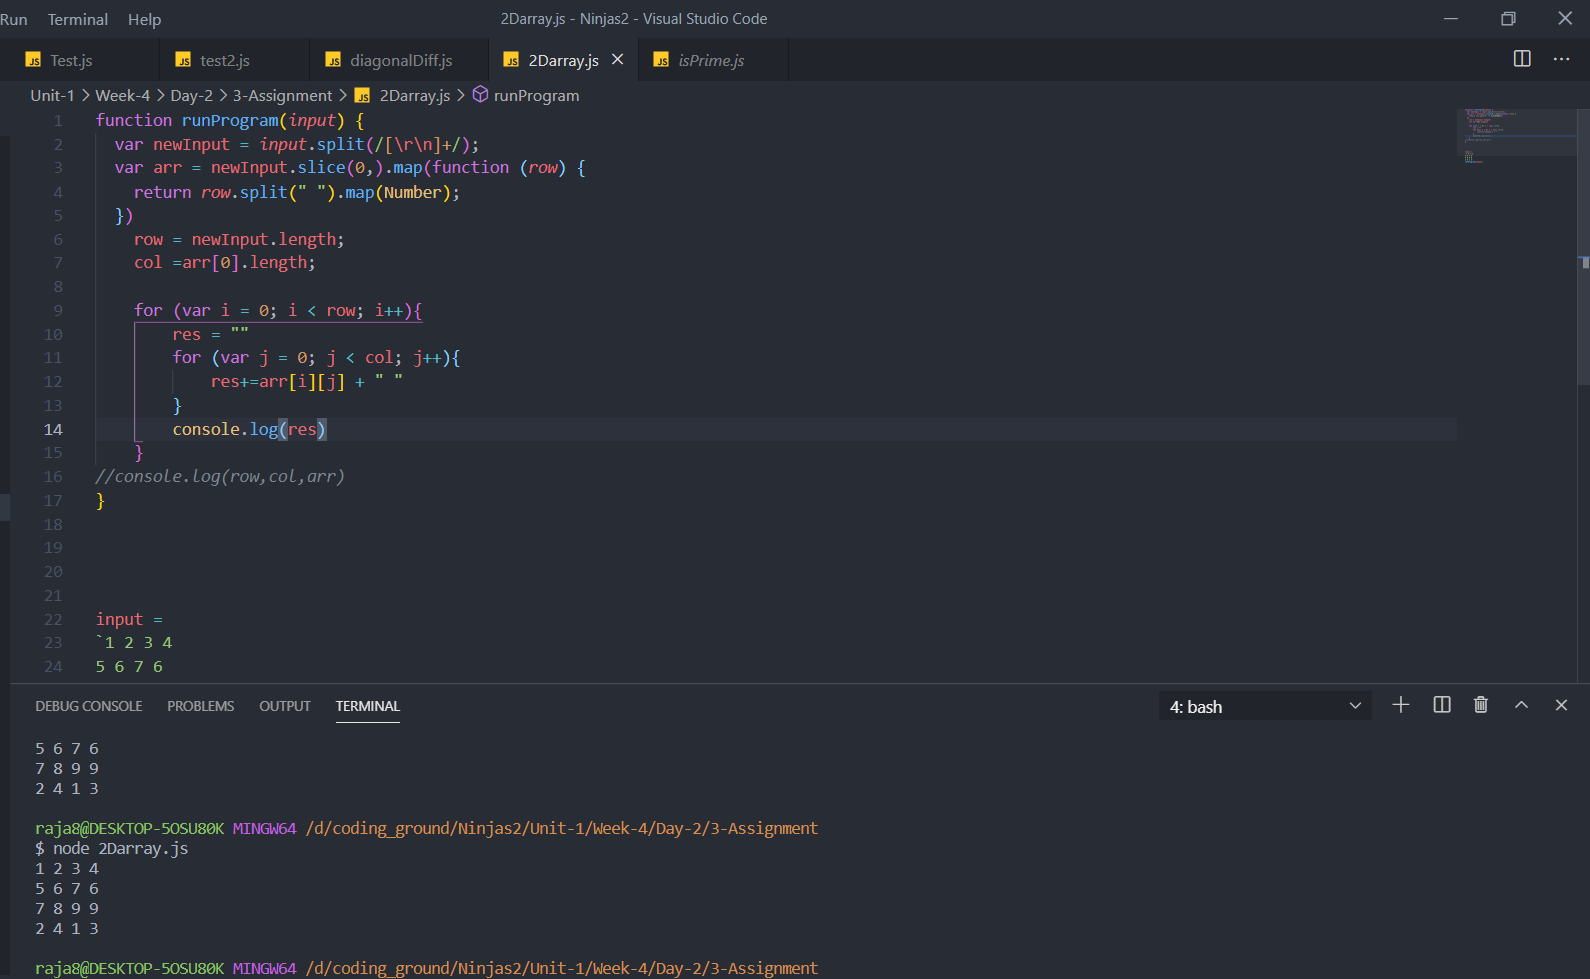 Run Terminal Help 2Darray.js - Ninjas2 - Visual Studio Code
JS Test.js JS test2.js JS diagonalDiff.js JS 2Darray.js JS isPrime.js
Unit-1 > Week-4 > Day-2 > 3-Assignment > JS 2Darray.js > runProgram
1 function runProgram(input) {
2 var newInput = input.split(/[\r\n]+/);
3 var arr = newInput.slice(0,).map(function (row) {
4 return row.split(" ").map(Number);
5 })
6 row = newInput.length;
7 col =arr[0].length;
8
9 for (var i = 0; i < row; i++){
10 res = ""
11 for (var j = 0; j < col; j++){
12 res+=arr[i][j] + " "
13 }
14 console.log(res)
15 }
16 //console.log(row,col,arr)
17 }
18
19
20
21
22 input =
23 `1 2 3 4
24 5 6 7 6
DEBUG CONSOLE PROBLEMS OUTPUT TERMINAL 4: bash
5 6 7 6
7 8 9 9
2 4 1 3
raja8@DESKTOP-5OSU80K MINGW64 /d/coding_ground/Ninjas2/Unit-1/Week-4/Day-2/3-Assignment
$ node 2Darray.js
1 2 3 4
5 6 7 6
7 8 9 9
2 4 1 3
raja8@DESKTOP-5OSU80K MINGW64 /d/coding_ground/Ninjas2/Unit-1/Week-4/Day-2/3-Assignment